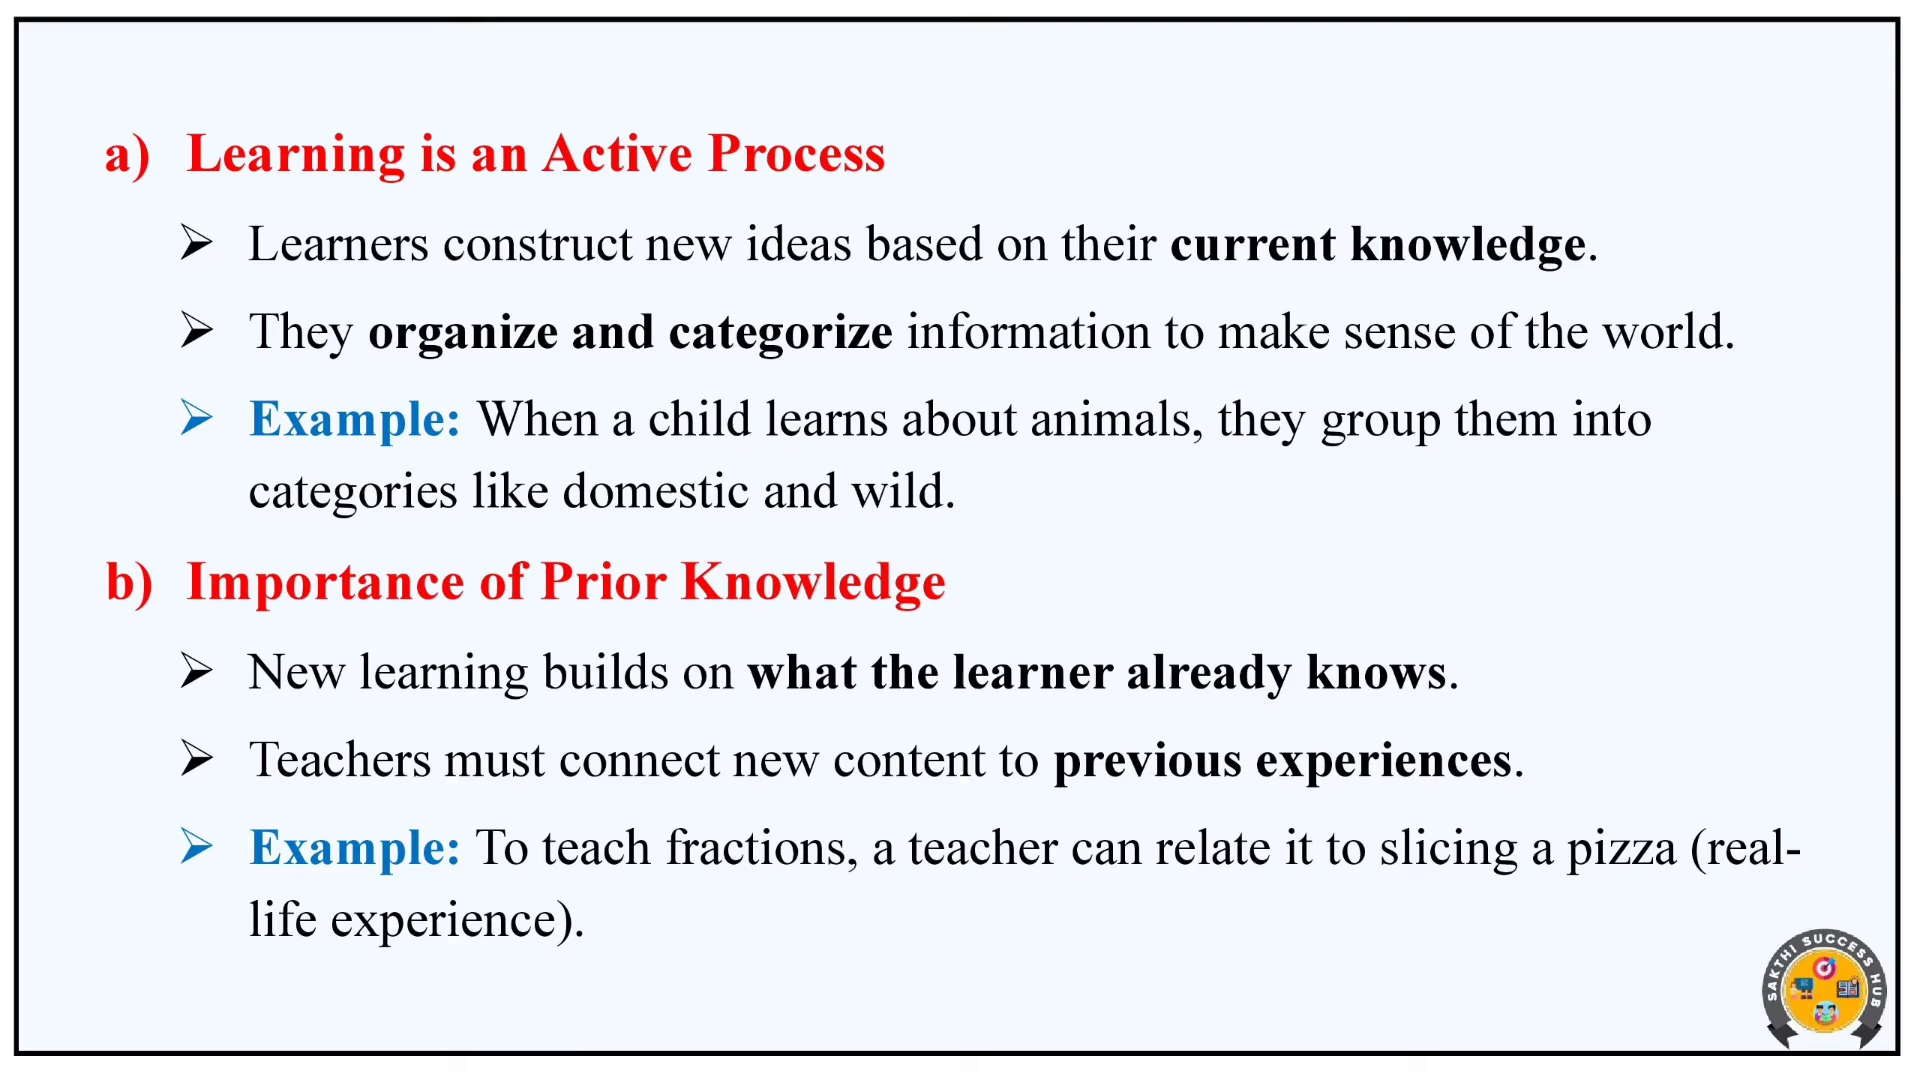 a) Learning is an Active Process
➢ Learners construct new ideas based on their current knowledge.
➢ They organize and categorize information to make sense of the world.
➢ Example: When a child learns about animals, they group them into
categories like domestic and wild.
b) Importance of Prior Knowledge
➢ New learning builds on what the learner already knows.
➢ Teachers must connect new content to previous experiences.
➢ Example: To teach fractions, a teacher can relate it to slicing a pizza (real-
life experience).
SAKTHI SUCCESS HUB